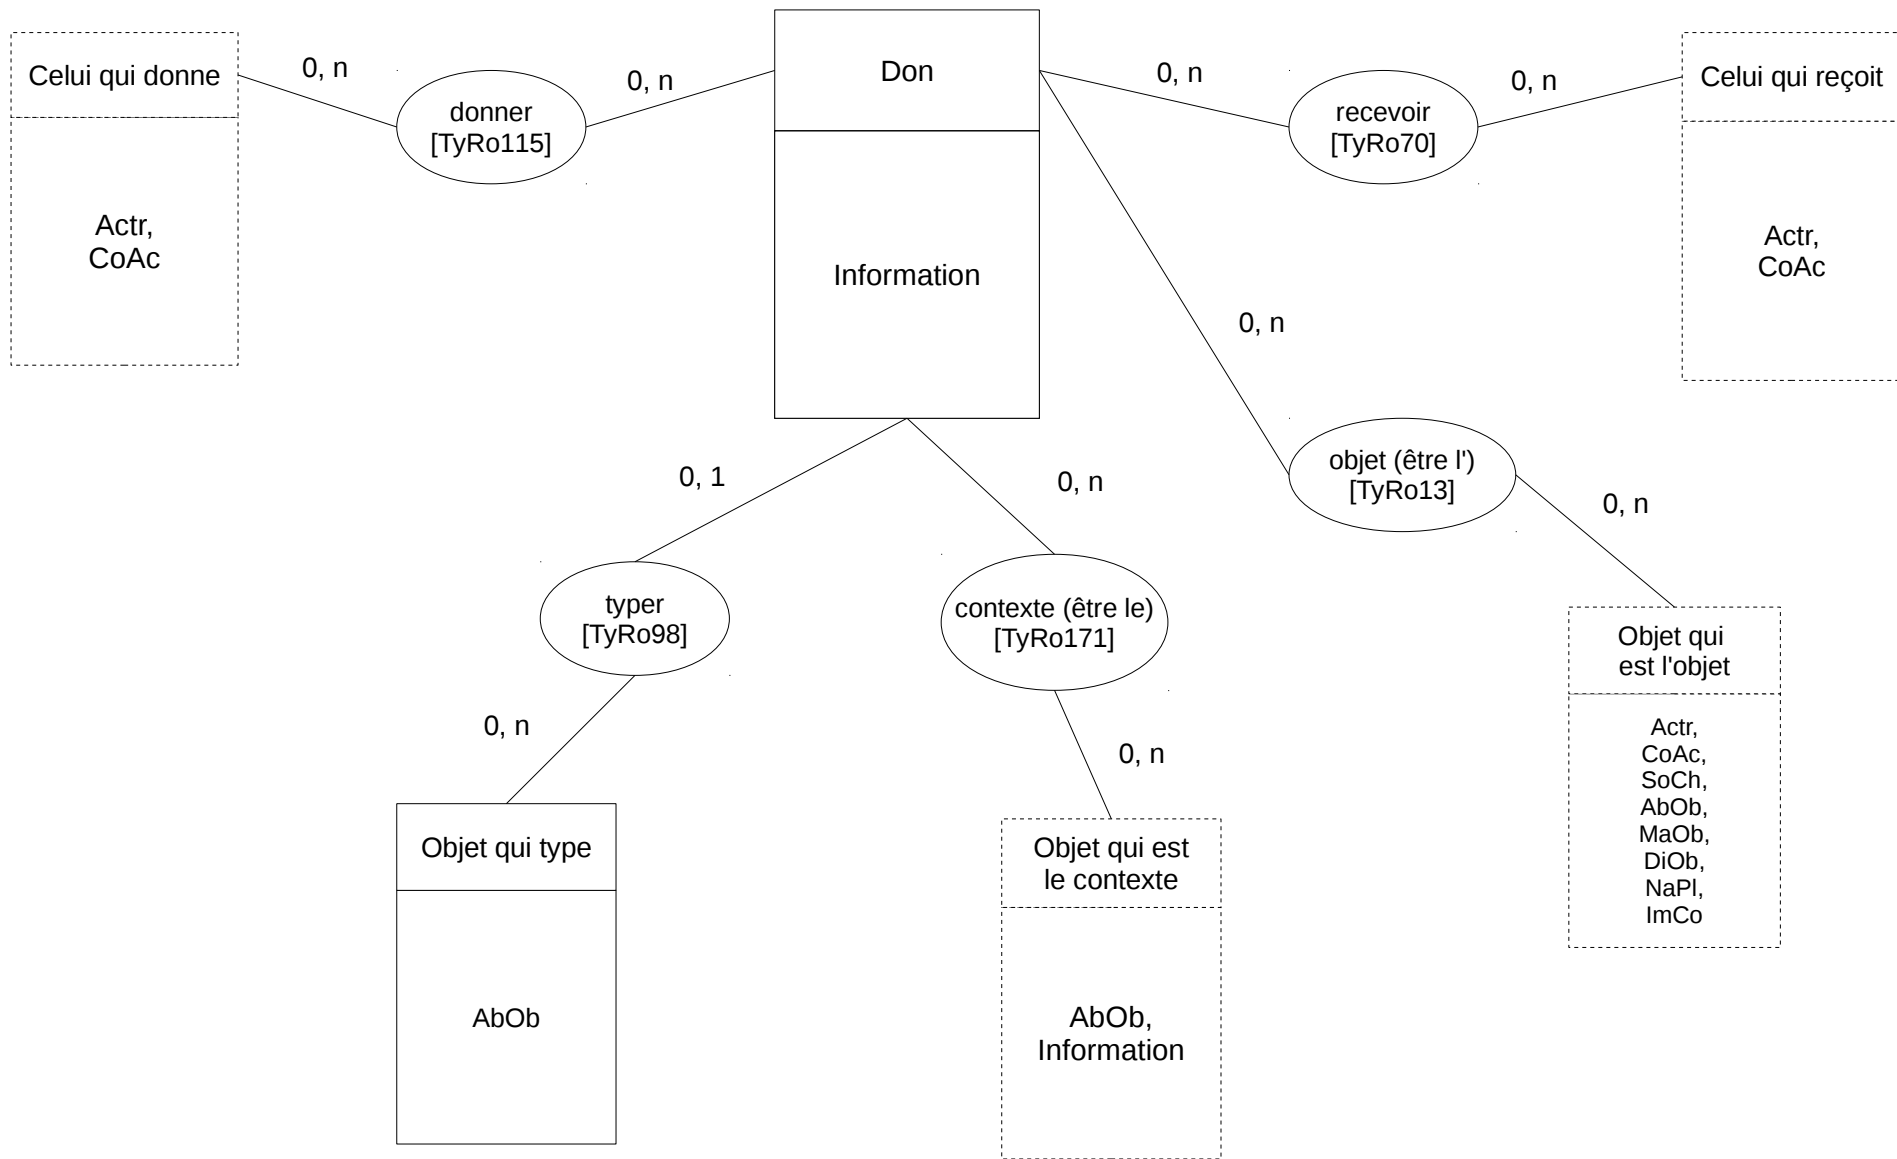 Celui qui donne
Actr,
CoAc
0, n
donner
[TyRo115]
0, n
Don
Information
0, n
recevoir
[TyRo70]
0, n
Celui qui reçoit
Actr,
CoAc
0, n
objet (être l')
[TyRo13]
0, n
Objet qui
est l'objet
Actr,
CoAc,
SoCh,
AbOb,
MaOb,
DiOb,
NaPl,
ImCo
0, 1
typer
[TyRo98]
0, n
Objet qui type
AbOb
0, n
contexte (être le)
[TyRo171]
0, n
Objet qui est
le contexte
AbOb,
Information